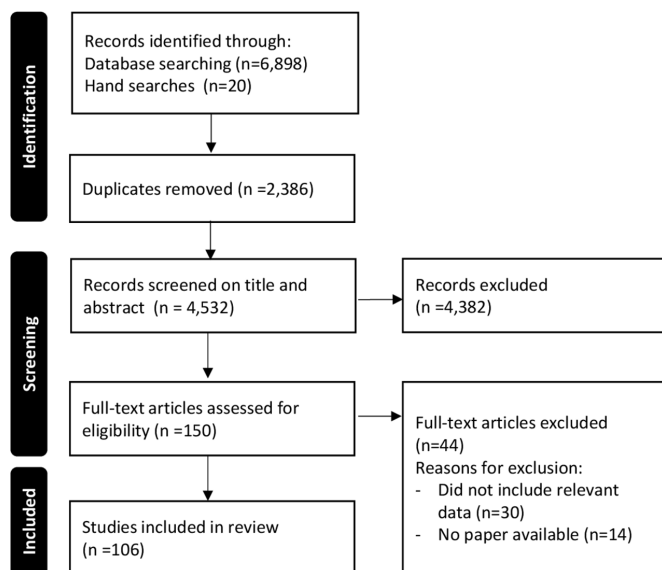 Identification
Records identified through:
Database searching (n=6,898)
Hand searches (n=20)
Duplicates removed (n =2,386)
Screening
Records screened on title and
abstract (n = 4,532)
Records excluded
(n =4,382)
Full-text articles assessed for
eligibility (n =150)
Full-text articles excluded
(n=44)
Reasons for exclusion:
- Did not include relevant
data (n=30)
- No paper available (n=14)
Included
Studies included in review
(n =106)